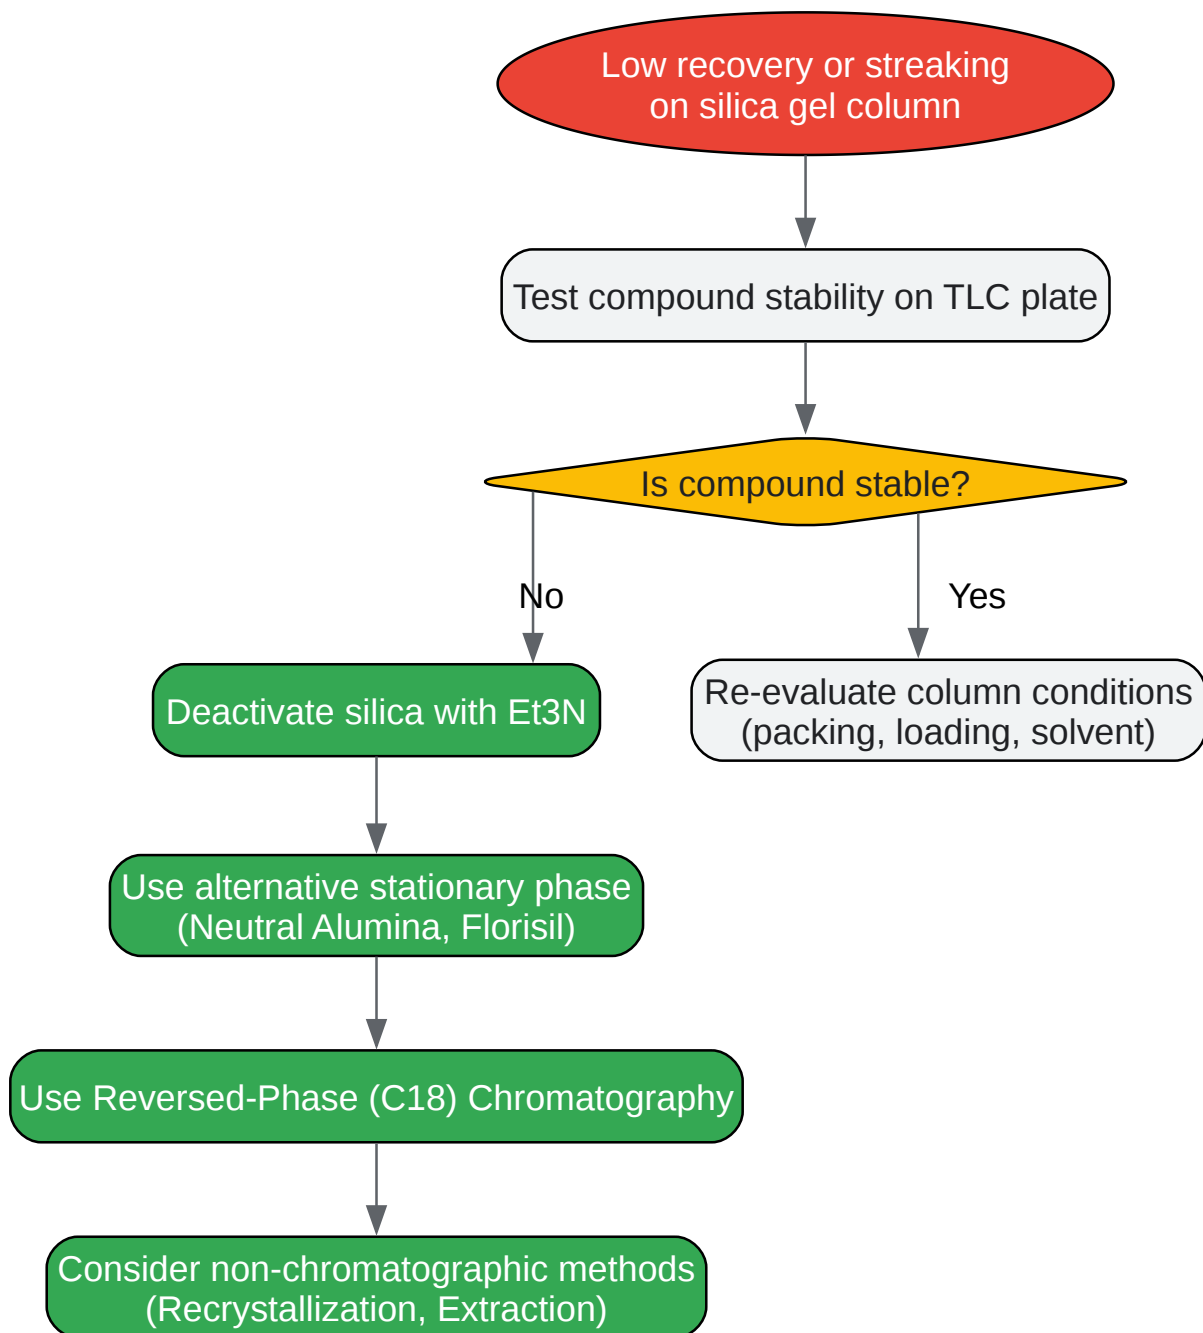 Low recovery or streaking
on silica gel column
Test compound stability on TLC plate
Is compound stable?
No
Yes
Deactivate silica with Et3N
Re-evaluate column conditions
(packing, loading, solvent)
Use alternative stationary phase
(Neutral Alumina, Florisil)
Use Reversed-Phase (C18) Chromatography
Consider non-chromatographic methods
(Recrystallization, Extraction)